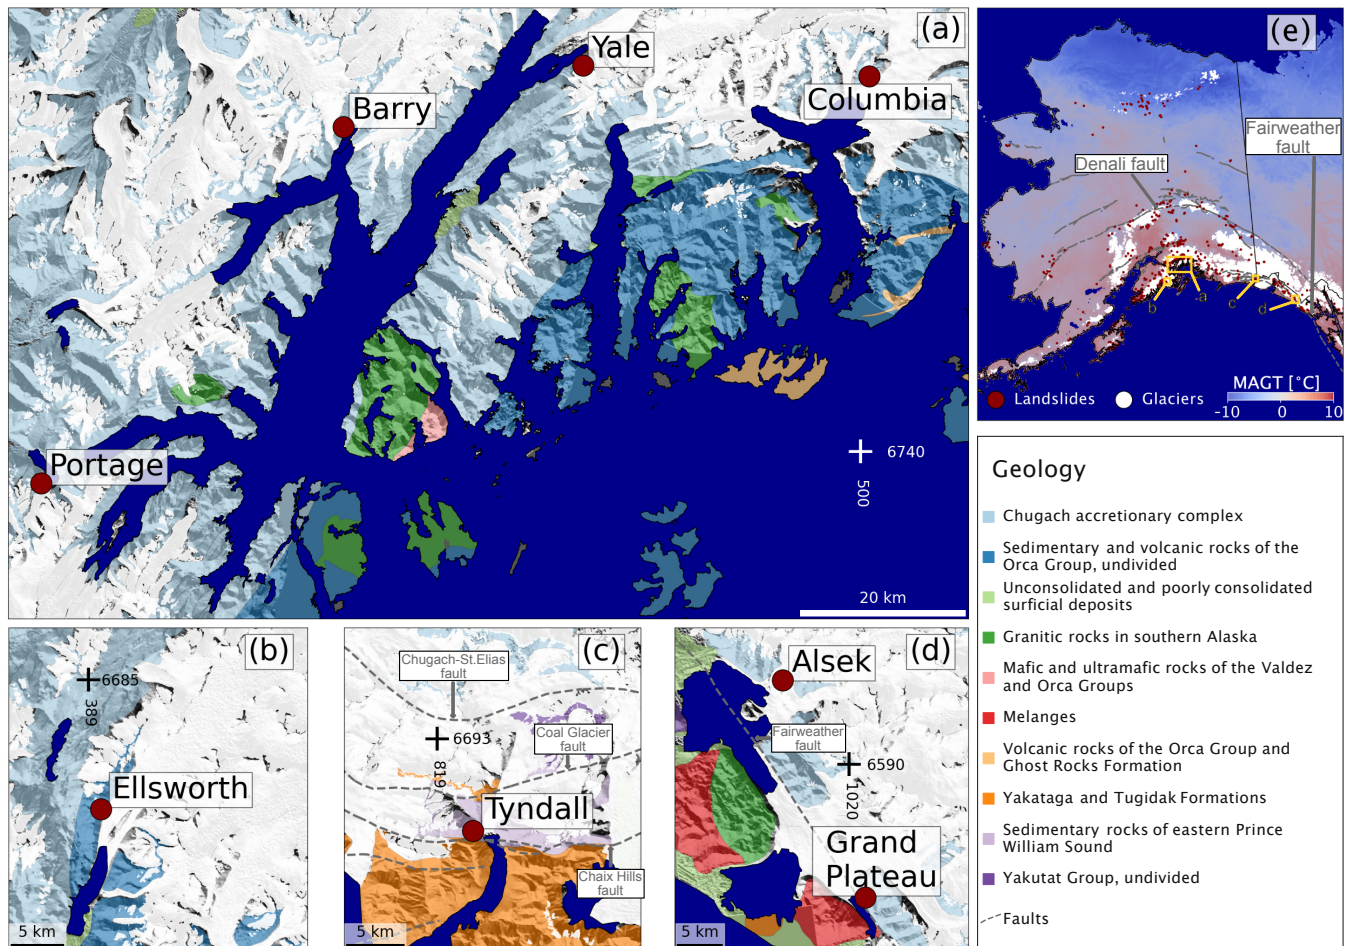 (a)
Yale
Barry
Columbia
Portage
6740
500
20 km
(b)
6685
389
Ellsworth
5 km
(c)
Chugach-St.Elias
fault
Coal Glacier
fault
6693
819
Tyndall
Chaix Hills
fault
5 km
(d)
Alsek
Fairweather
fault
6590
1020
Grand
Plateau
5 km
(e)
Fairweather
fault
Denali fault
a
b
c
d
MAGT [°C]
Landslides
Glaciers
-10
0
10
Geology
Chugach accretionary complex
Sedimentary and volcanic rocks of the
Orca Group, undivided
Unconsolidated and poorly consolidated
surficial deposits
Granitic rocks in southern Alaska
Mafic and ultramafic rocks of the Valdez
and Orca Groups
Melanges
Volcanic rocks of the Orca Group and
Ghost Rocks Formation
Yakataga and Tugidak Formations
Sedimentary rocks of eastern Prince
William Sound
Yakutat Group, undivided
Faults